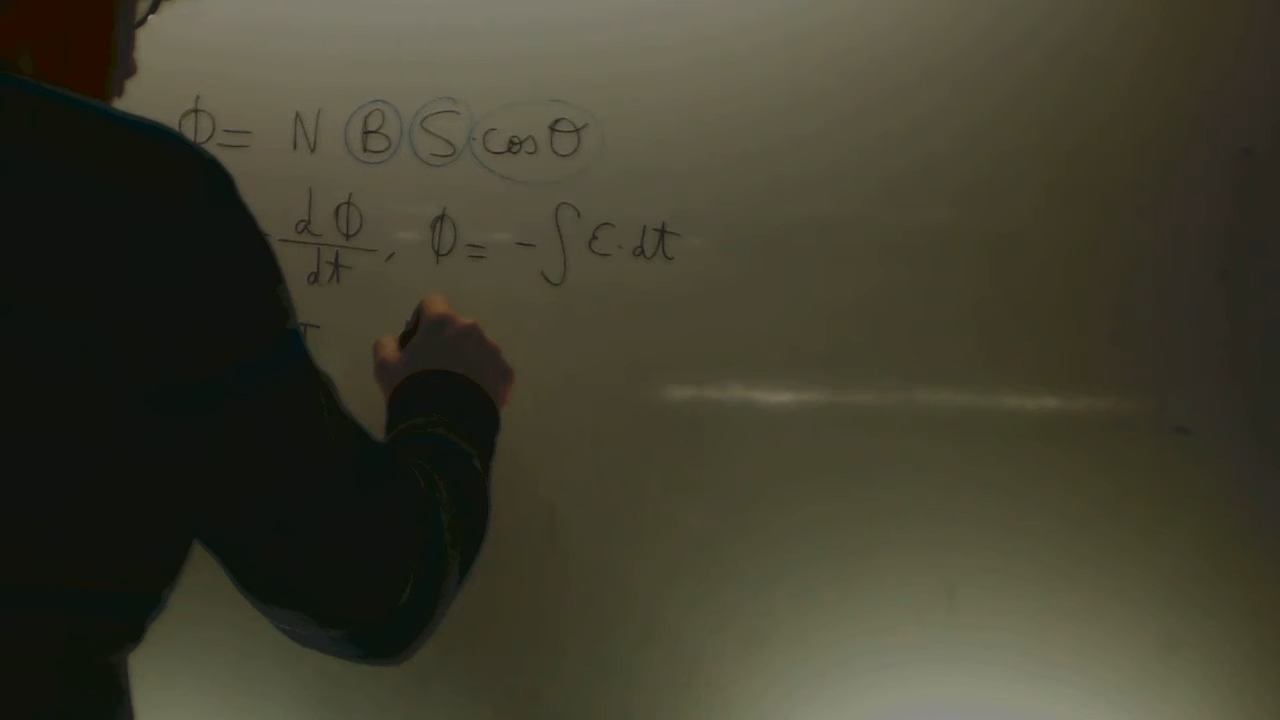 ϕ = N B S · cos θ
dϕ/dt, ϕ = - ∫ ε · dt